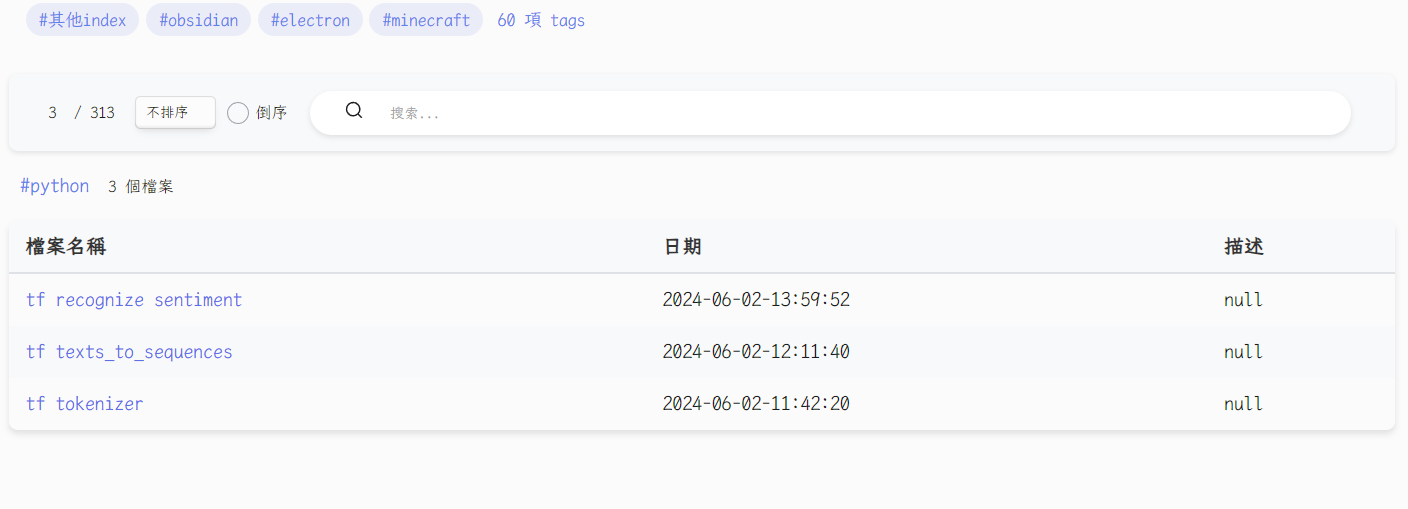 #其他index #obsidian #electron #minecraft 60 項 tags
3 / 313 不排序 倒序 搜索...
#python 3 個檔案
檔案名稱 日期 描述
tf recognize sentiment 2024-06-02-13:59:52 null
tf texts_to_sequences 2024-06-02-12:11:40 null
tf tokenizer 2024-06-02-11:42:20 null